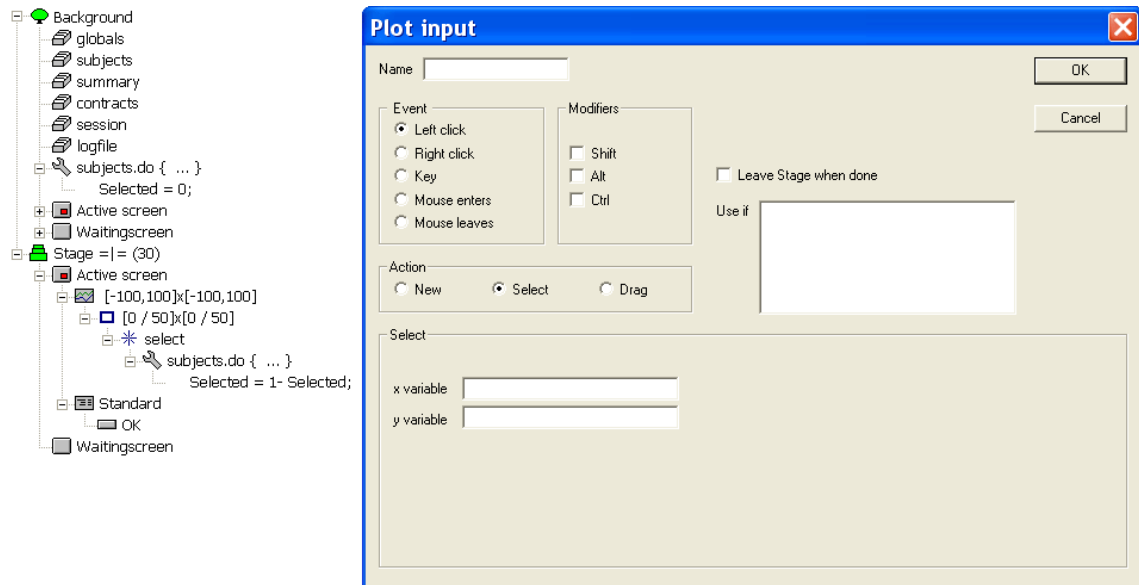 Background
globals
subjects
summary
contracts
session
logfile
subjects.do { ... }
Selected = 0;
Active screen
Waitingscreen
Stage =|= (30)
Active screen
[-100,100]x[-100,100]
[0 / 50]x[0 / 50]
select
subjects.do { ... }
Selected = 1- Selected;
Standard
OK
Waitingscreen
Plot input
Name
OK
Cancel
Event
Left click
Right click
Key
Mouse enters
Mouse leaves
Modifiers
Shift
Alt
Ctrl
Leave Stage when done
Use if
Action
New
Select
Drag
Select
x variable
y variable